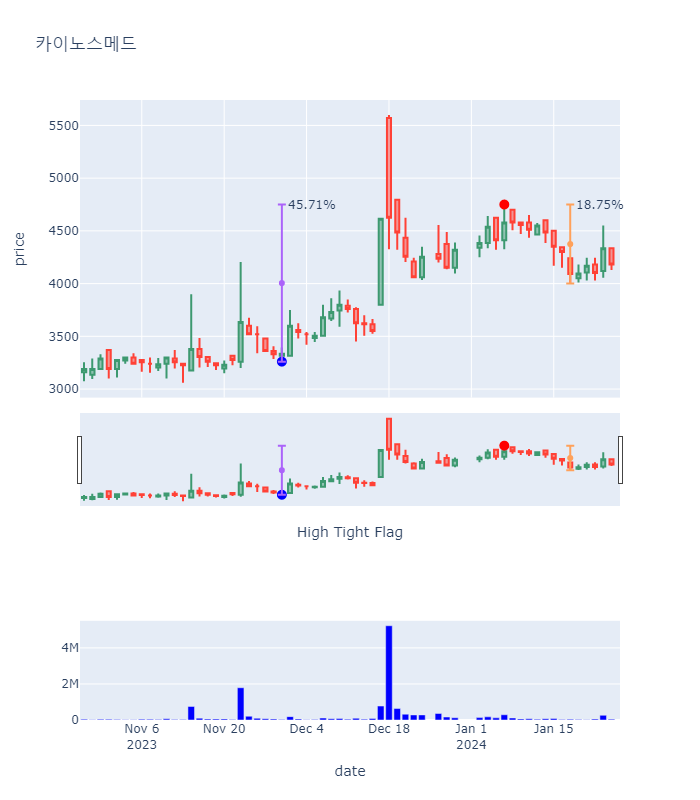 카이노스메드
price
5500
5000
4500
4000
3500
3000
45.71%
18.75%
High Tight Flag
4M
2M
0
Nov 6
2023
Nov 20
Dec 4
Dec 18
Jan 1
2024
Jan 15
date